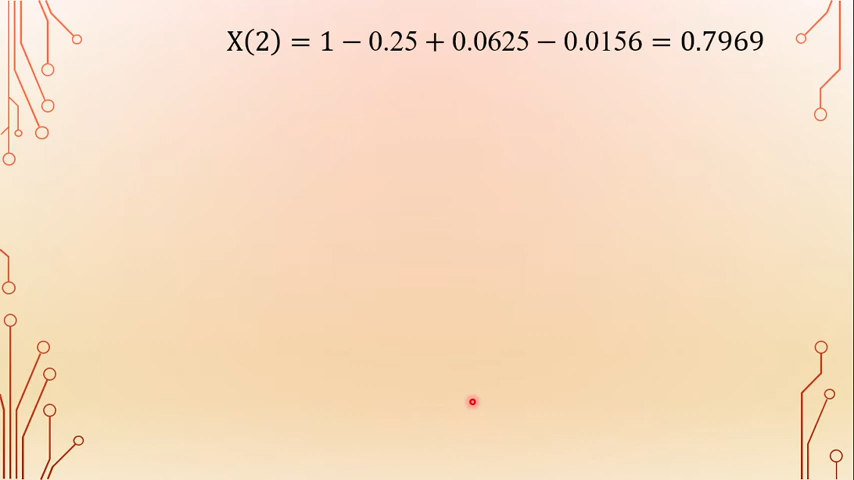 X(2) = 1 − 0.25 + 0.0625 − 0.0156 = 0.7969